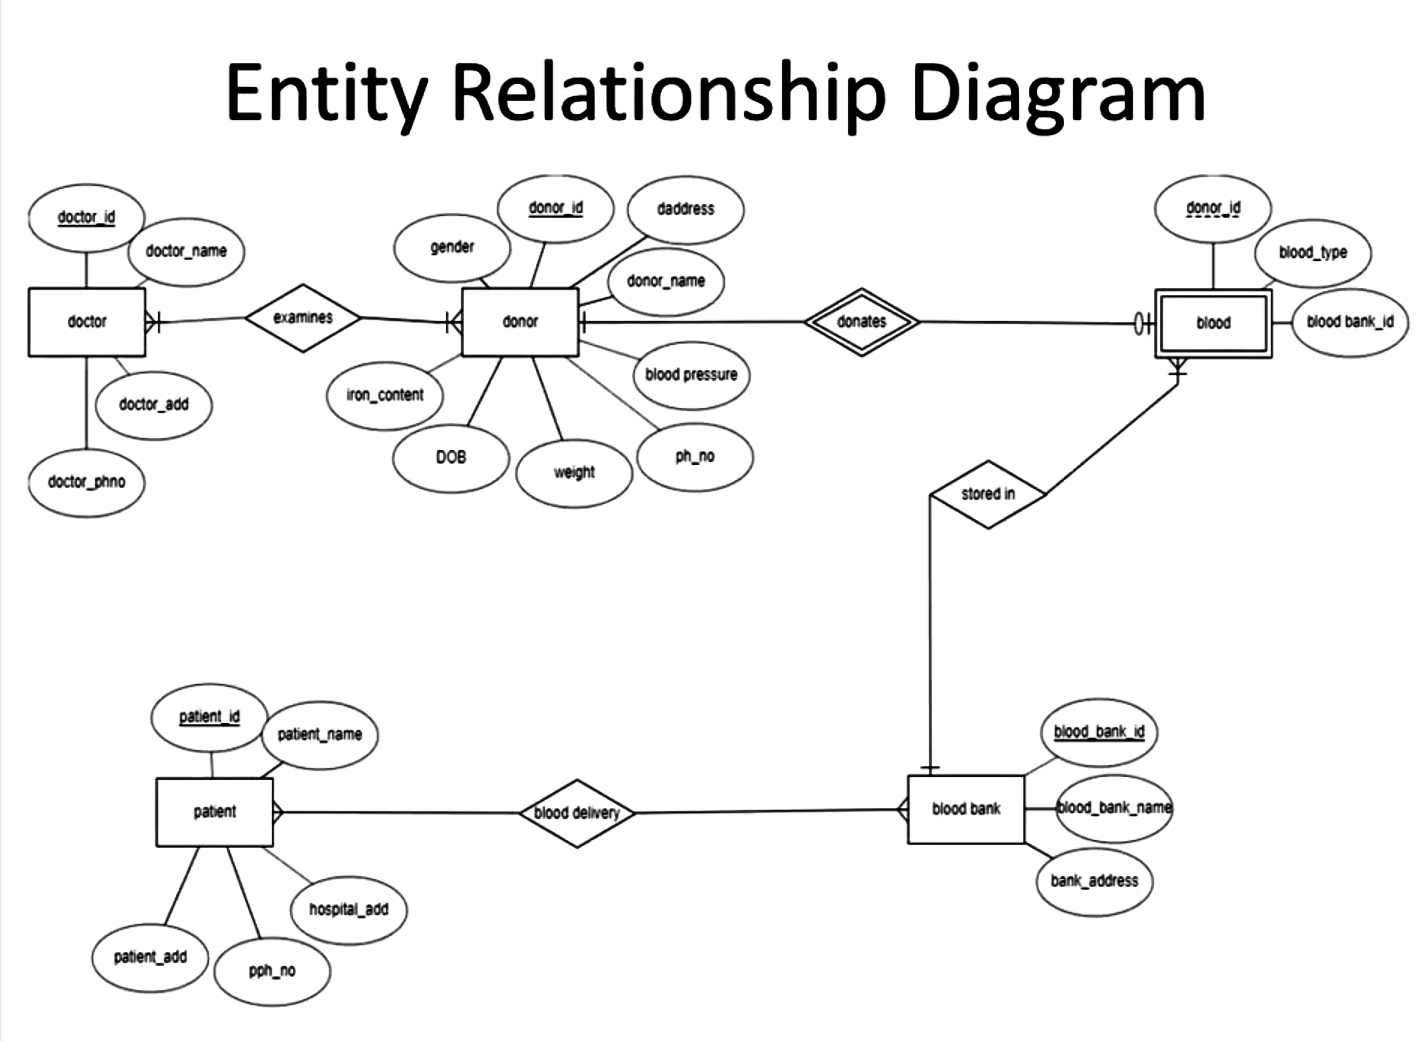 Entity Relationship Diagram
doctor_id
doctor_name
doctor
doctor_add
doctor_phno
examines
gender
donor_id
daddress
donor_name
donor
iron_content
DOB
weight
blood pressure
ph_no
donates
donor_id
blood_type
blood
blood bank_id
stored in
patient_id
patient_name
patient
hospital_add
patient_add
pph_no
blood delivery
blood bank
blood_bank_id
blood_bank_name
bank_address